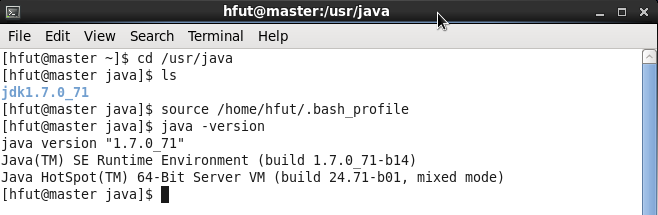 hfut@master:/usr/java
File Edit View Search Terminal Help
[hfut@master ~]$ cd /usr/java
[hfut@master java]$ ls
jdk1.7.0_71
[hfut@master java]$ source /home/hfut/.bash_profile
[hfut@master java]$ java -version
java version "1.7.0_71"
Java(TM) SE Runtime Environment (build 1.7.0_71-b14)
Java HotSpot(TM) 64-Bit Server VM (build 24.71-b01, mixed mode)
[hfut@master java]$